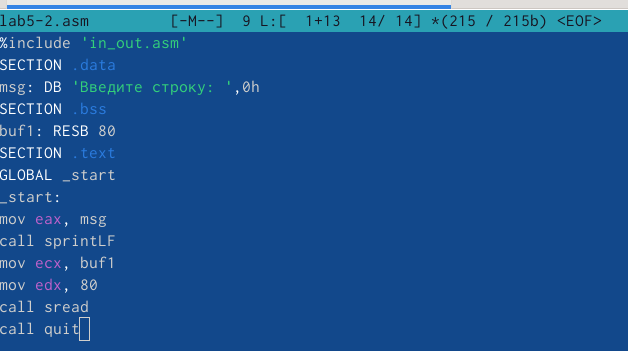 lab5-2.asm [-M--] 9 L:[ 1+13 14/ 14] *(215 / 215b) <EOF>
%include 'in_out.asm'
SECTION .data
msg: DB 'Введите строку: ',0h
SECTION .bss
buf1: RESB 80
SECTION .text
GLOBAL _start
_start:
mov eax, msg
call sprintLF
mov ecx, buf1
mov edx, 80
call sread
call quit